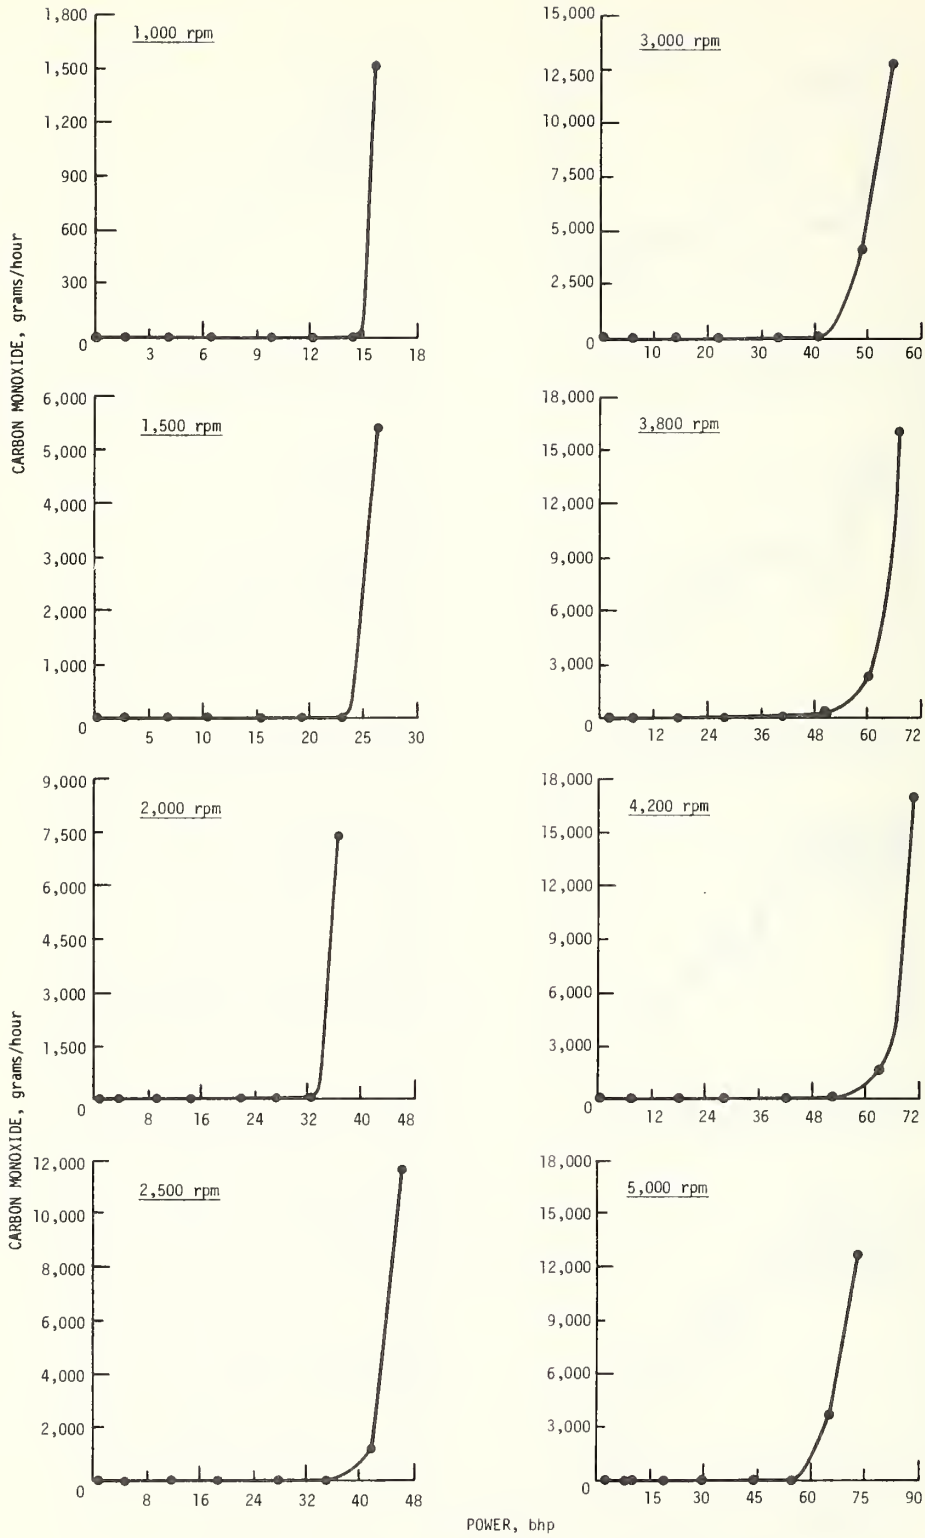 CARBON MONOXIDE, grams/hour
1,000 rpm
1,800
1,500
1,200
900
600
300
0
3 6 9 12 15 18
3,000 rpm
15,000
12,500
10,000
7,500
5,000
2,500
0
10 20 30 40 50 60
1,500 rpm
6,000
5,000
4,000
3,000
2,000
1,000
0
5 10 15 20 25 30
3,800 rpm
18,000
15,000
12,000
9,000
6,000
3,000
0
12 24 36 48 60 72
CARBON MONOXIDE, grams/hour
2,000 rpm
9,000
7,500
6,000
4,500
3,000
1,500
0
8 16 24 32 40 48
4,200 rpm
18,000
15,000
12,000
9,000
6,000
3,000
0
12 24 36 48 60 72
2,500 rpm
12,000
10,000
8,000
6,000
4,000
2,000
0
8 16 24 32 40 48
5,000 rpm
18,000
15,000
12,000
9,000
6,000
3,000
0
15 30 45 60 75 90
POWER, bhp